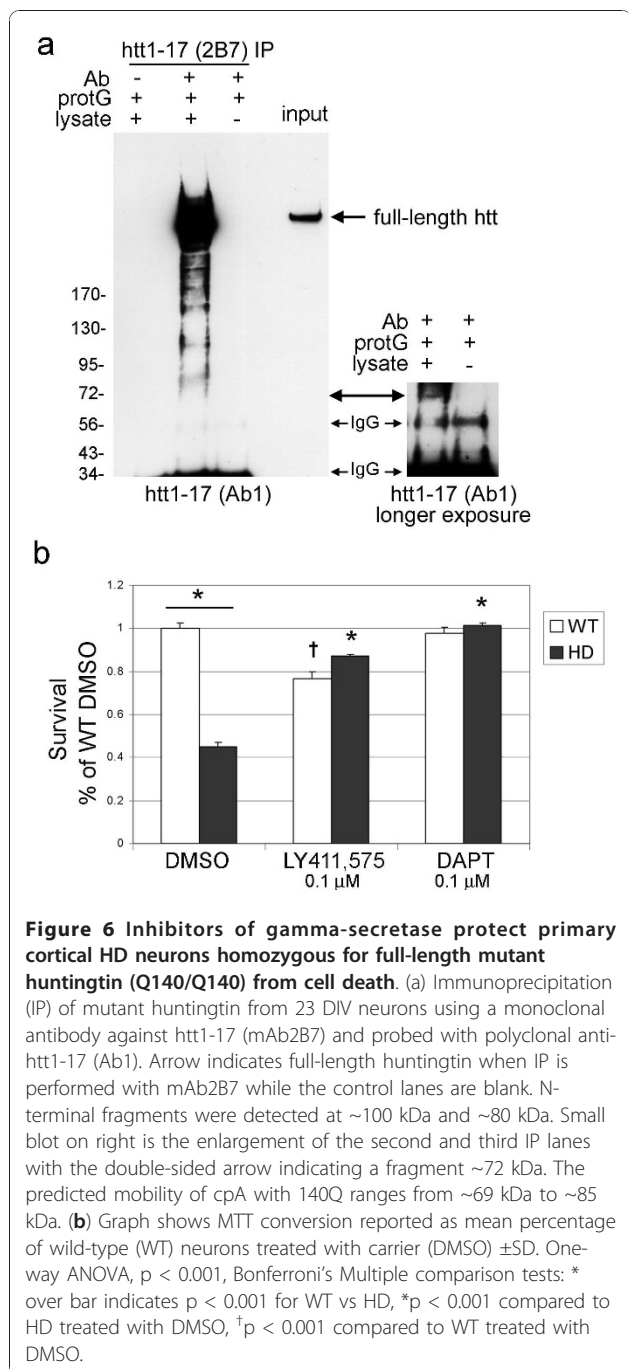 a
htt1-17 (2B7) IP
Ab - + +
protG + + +
lysate + + - input
full-length htt
170-
130-
95-
72-
56-
43-
34-
Ab + +
protG + +
lysate + -
IgG
IgG
htt1-17 (Ab1)
htt1-17 (Ab1)
longer exposure
b
Survival
% of WT DMSO
1.2
1
0.8
0.6
0.4
0.2
0
*
†
*
*
WT
HD
DMSO
LY411,575
0.1 µM
DAPT
0.1 µM
Figure 6 Inhibitors of gamma-secretase protect primary
cortical HD neurons homozygous for full-length mutant
huntingtin (Q140/Q140) from cell death. (a) Immunoprecipitation
(IP) of mutant huntingtin from 23 DIV neurons using a monoclonal
antibody against htt1-17 (mAb2B7) and probed with polyclonal anti-
htt1-17 (Ab1). Arrow indicates full-length huntingtin when IP is
performed with mAb2B7 while the control lanes are blank. N-
terminal fragments were detected at ~100 kDa and ~80 kDa. Small
blot on right is the enlargement of the second and third IP lanes
with the double-sided arrow indicating a fragment ~72 kDa. The
predicted mobility of cpA with 140Q ranges from ~69 kDa to ~85
kDa. (b) Graph shows MTT conversion reported as mean percentage
of wild-type (WT) neurons treated with carrier (DMSO) ±SD. One-
way ANOVA, p < 0.001, Bonferroni's Multiple comparison tests: *
over bar indicates p < 0.001 for WT vs HD, *p < 0.001 compared to
HD treated with DMSO, †p < 0.001 compared to WT treated with
DMSO.